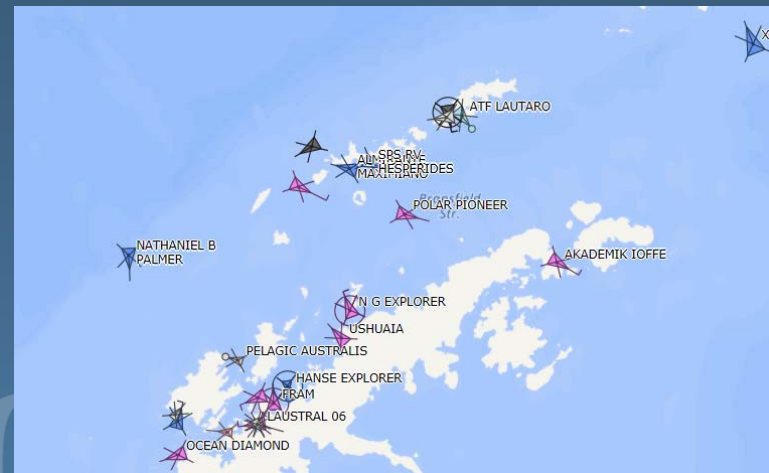 X
ATF LAUTARO
SPS RV
HESPERIDES
MAXIMIANO
POLAR PIONEER
Bransfield
Str.
NATHANIEL B
PALMER
AKADEMIK IOFFE
N G EXPLORER
USHUAIA
PELAGIC AUSTRALIS
HANSE EXPLORER
FRAM
LAUSTRAL 06
OCEAN DIAMOND